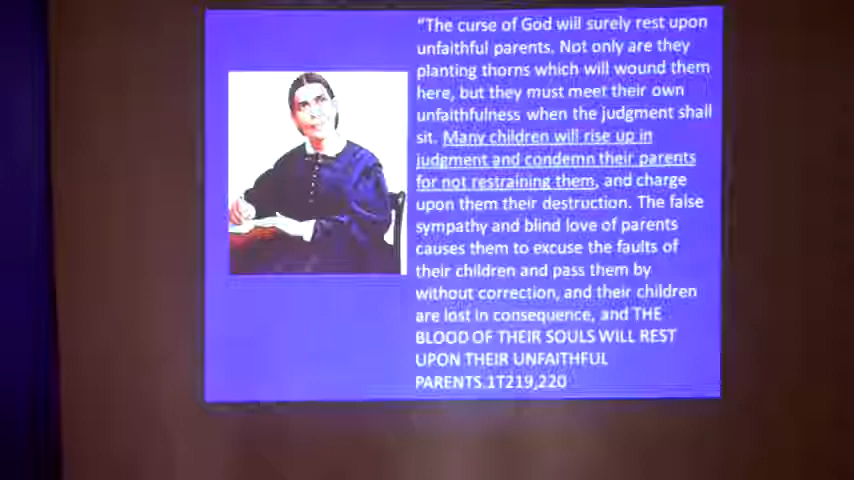 “The curse of God will surely rest upon
unfaithful parents. Not only are they
planting thorns which will wound them
here, but they must meet their own
unfaithfulness when the judgment shall
sit. Many children will rise up in
judgment and condemn their parents
for not restraining them, and charge
upon them their destruction. The false
sympathy and blind love of parents
causes them to excuse the faults of
their children and pass them by
without correction, and their children
are lost in consequence, and THE
BLOOD OF THEIR SOULS WILL REST
UPON THEIR UNFAITHFUL
PARENTS.1T219,220